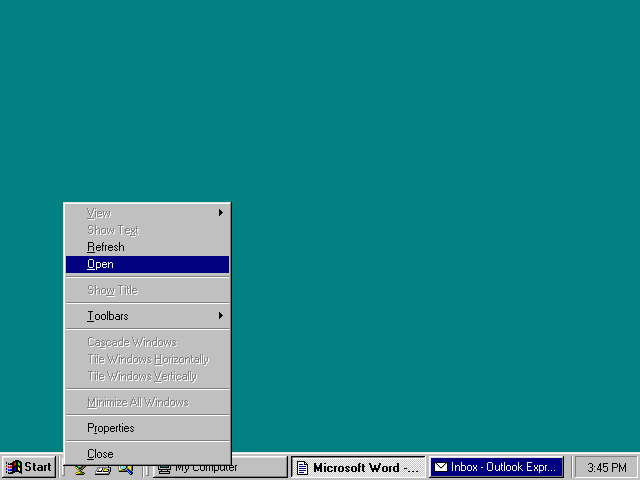 View
Show Text
Refresh
Open
Show Title
Toolbars
Cascade Windows
Tile Windows Horizontally
Tile Windows Vertically
Minimize All Windows
Properties
Close
Start
My Computer
Microsoft Word -...
Inbox - Outlook Expr...
3:45 PM